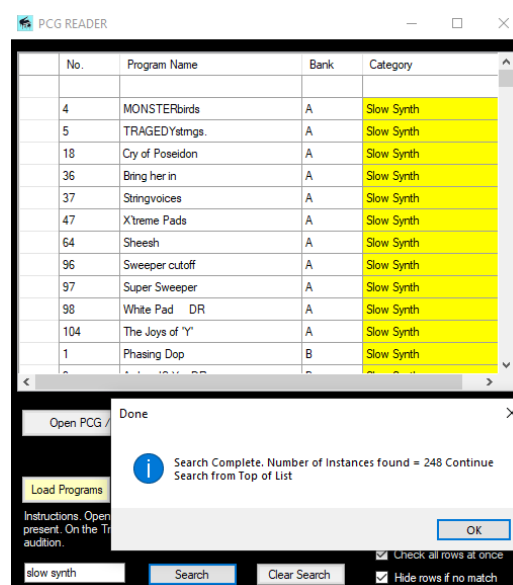 PCG READER
No. Program Name Bank Category
4 MONSTERbirds A Slow Synth
5 TRAGEDYstrngs. A Slow Synth
18 Cry of Poseidon A Slow Synth
36 Bring her in A Slow Synth
37 Stringvoices A Slow Synth
47 X'treme Pads A Slow Synth
64 Sheesh A Slow Synth
96 Sweeper cutoff A Slow Synth
97 Super Sweeper A Slow Synth
98 White Pad DR A Slow Synth
104 The Joys of 'Y' A Slow Synth
1 Phasing Dop B Slow Synth
Open PCG /
Done
Search Complete. Number of Instances found = 248 Continue
Search from Top of List
OK
Load Programs
Instructions. Open
present. On the Tr
audition.
Check all rows at once
slow synth Search Clear Search Hide rows if no match